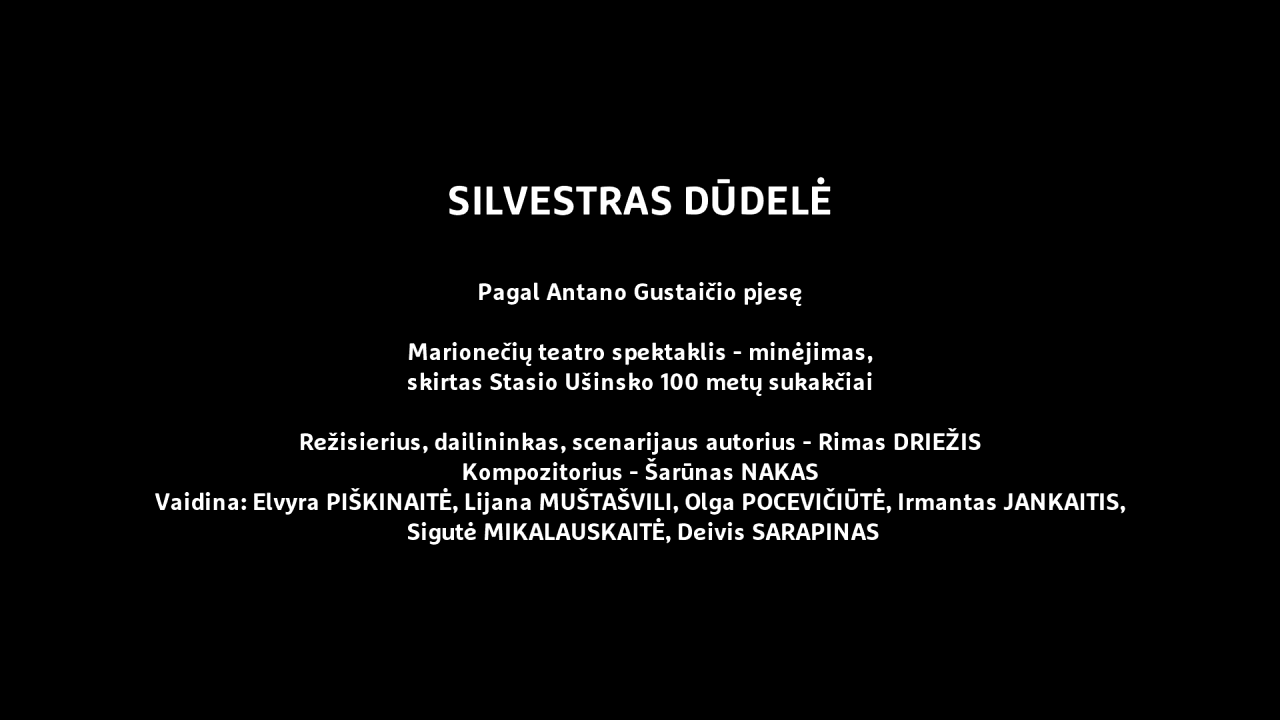 SILVESTRAS DŪDELĖ
Pagal Antano Gustaičio pjesę
Marionečių teatro spektaklis - minėjimas,
skirtas Stasio Ušinsko 100 metų sukakčiai
Režisierius, dailininkas, scenarijaus autorius - Rimas DRIEŽIS
Kompozitorius - Šarūnas NAKAS
Vaidina: Elvyra PIŠKINAITĖ, Lijana MUŠTAŠVILI, Olga POCEVIČIŪTĖ, Irmantas JANKAITIS,
Sigutė MIKALAUSKAITĖ, Deivis SARAPINAS